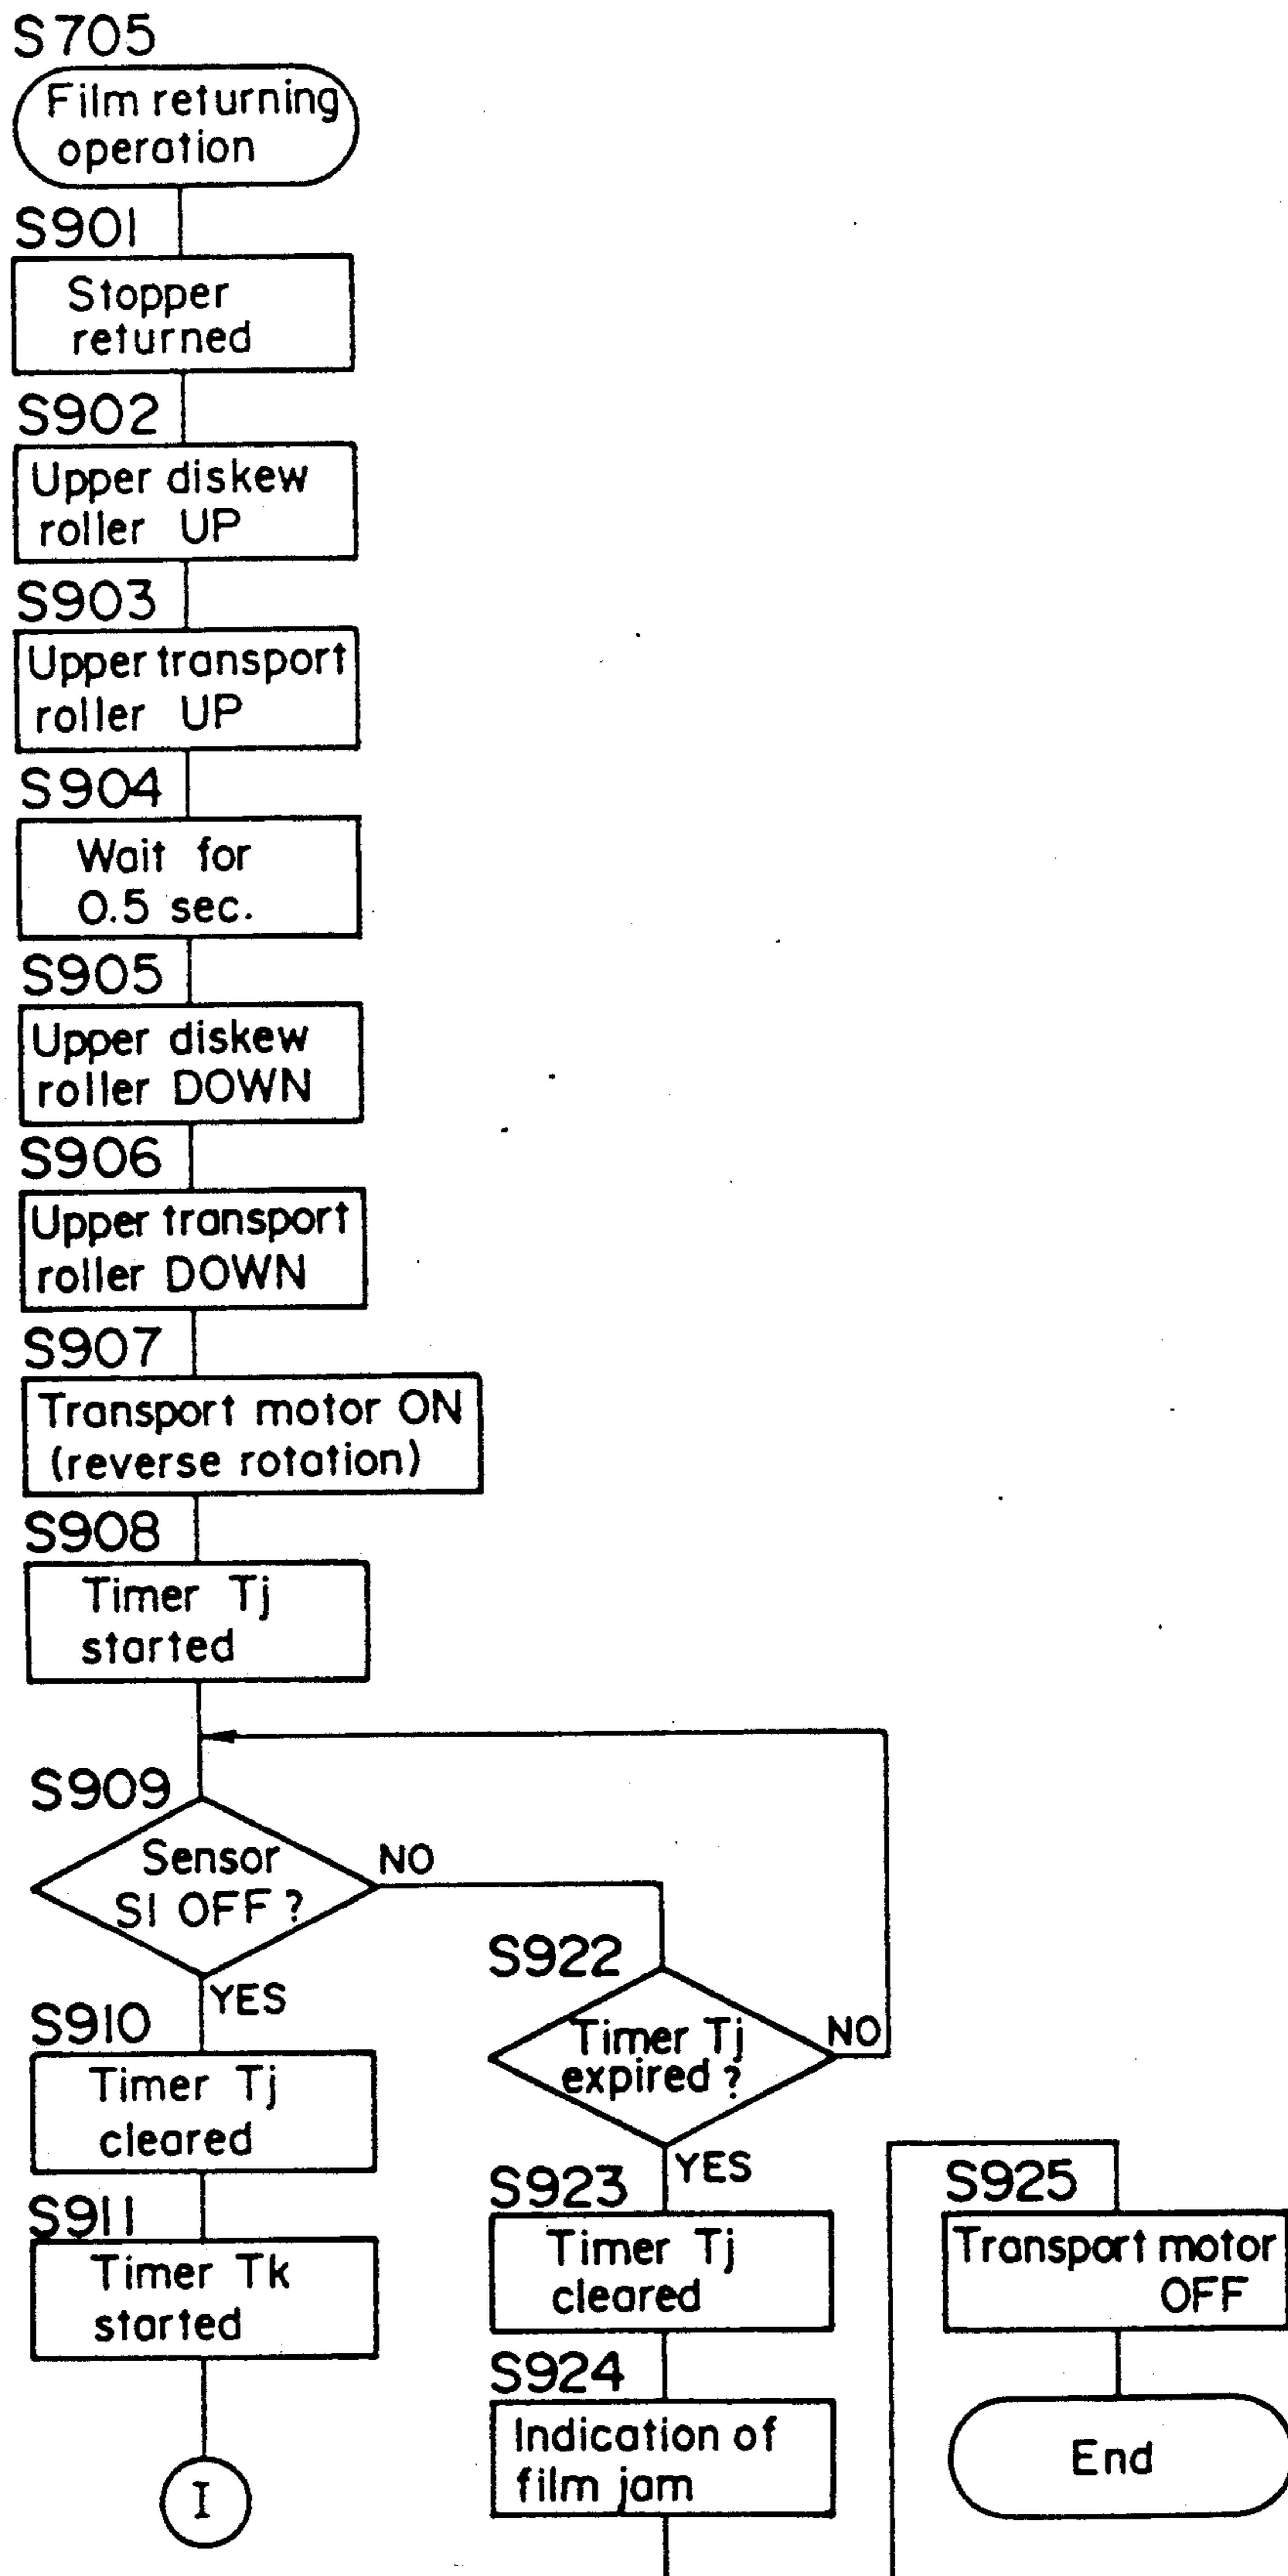 S705
Film returning
operation
S901
Stopper
returned
S902
Upper diskew
roller UP
S903
Upper transport
roller UP
S904
Wait for
0.5 sec.
S905
Upper diskew
roller DOWN
S906
Upper transport
roller DOWN
S907
Transport motor ON
(reverse rotation)
S908
Timer Tj
started
S909
Sensor
S1 OFF?
NO
YES
S910
Timer Tj
cleared
S911
Timer Tk
started
I
S922
Timer Tj
expired?
NO
YES
S923
Timer Tj
cleared
S924
Indication of
film jam
S925
Transport motor
OFF
End